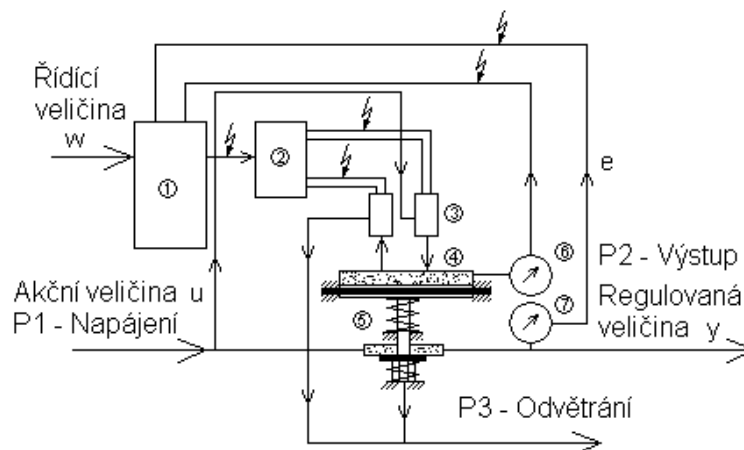 Řídící
veličina
w
①
②
③
④
⑤
⑥
⑦
e
P2 - Výstup
Akční veličina u
P1 - Napájení
Regulovaná
veličina y
P3 - Odvětrání